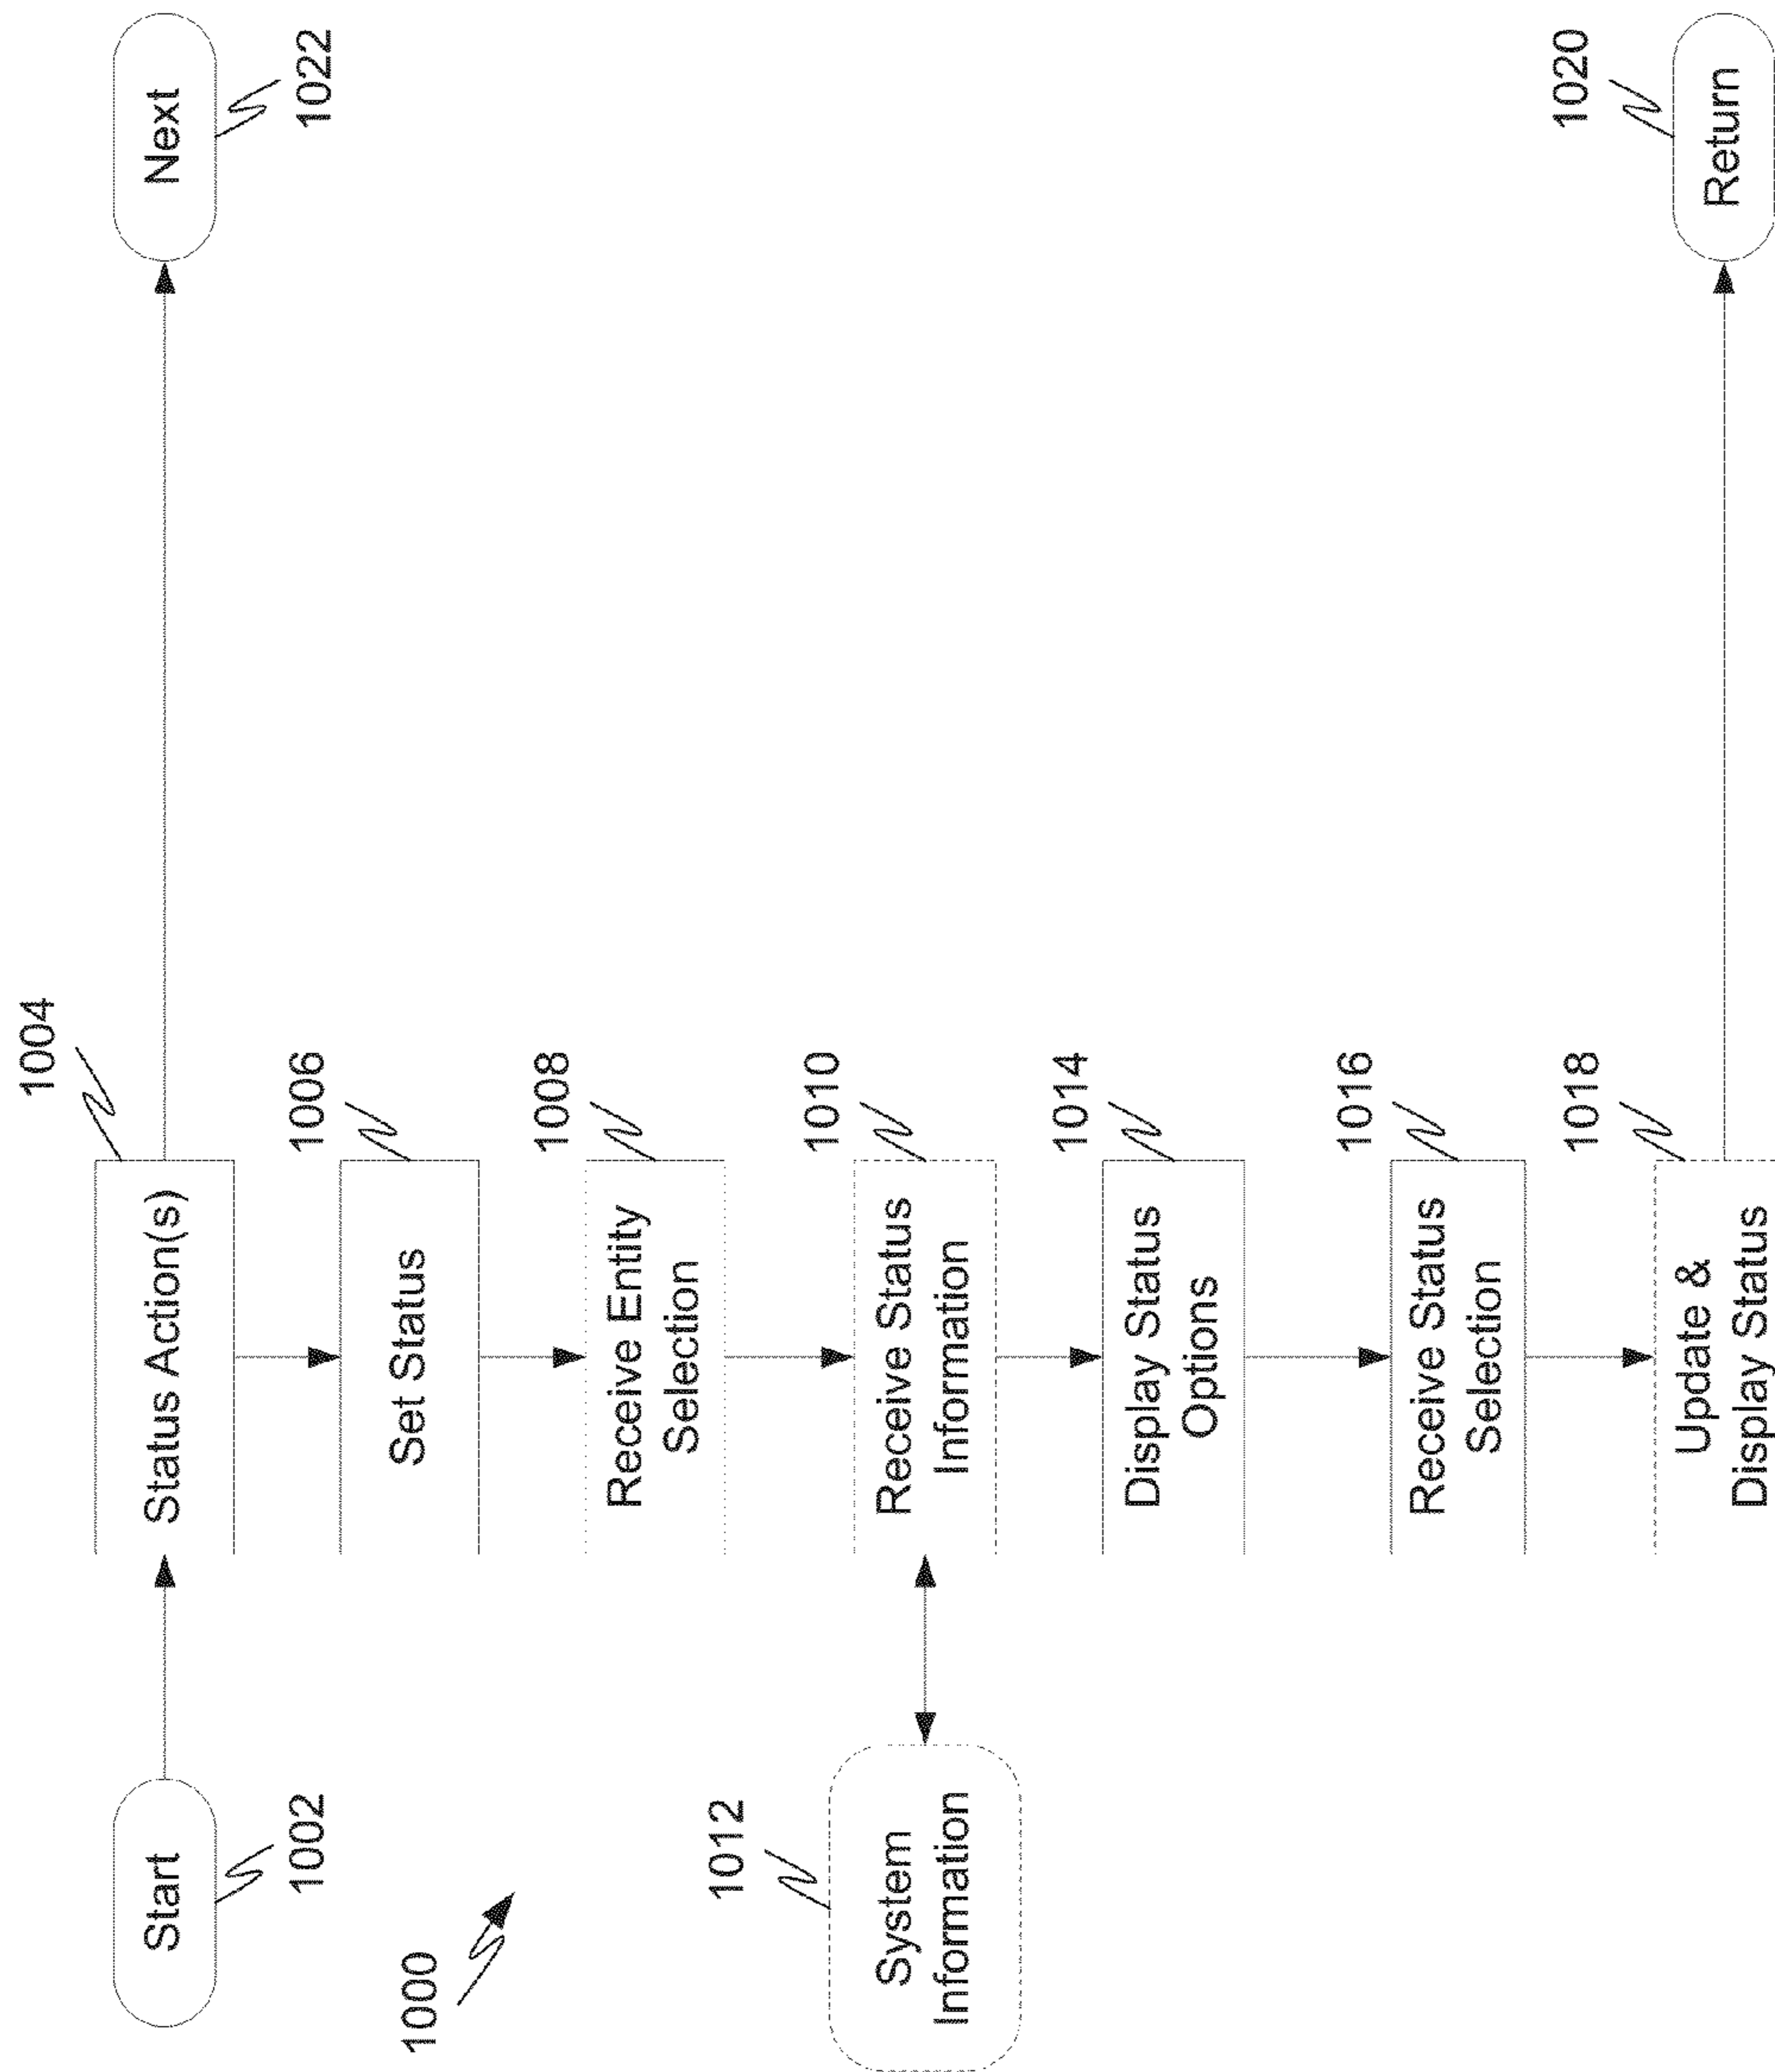 Start
1002
Status Action(s)
1004
Next
1022
1000
Set Status
1006
Receive Entity
Selection
1008
System
Information
1012
Receive Status
Information
1010
Display Status
Options
1014
Receive Status
Selection
1016
Update &
Display Status
1018
Return
1020